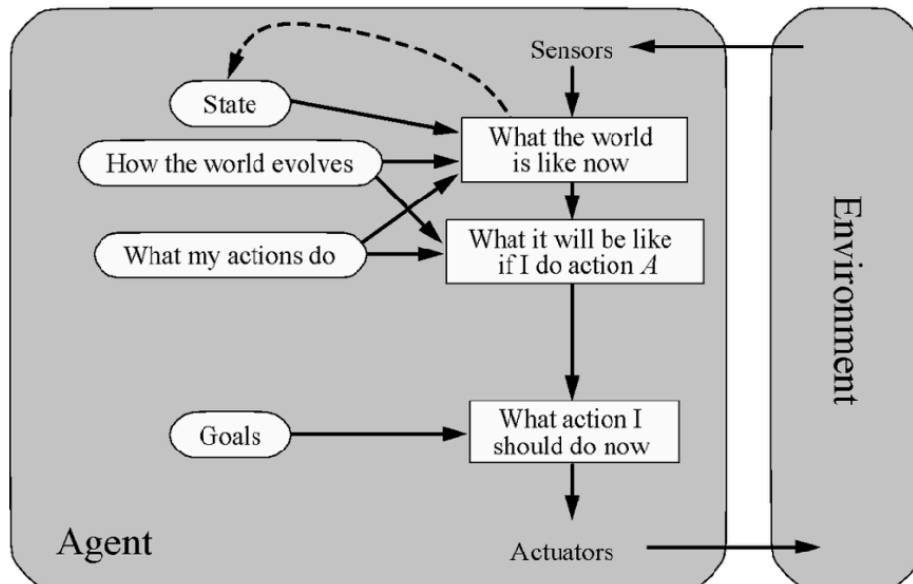 Sensors
State
What the world
is like now
How the world evolves
What my actions do
What it will be like
if I do action A
Goals
What action I
should do now
Agent
Actuators
Environment